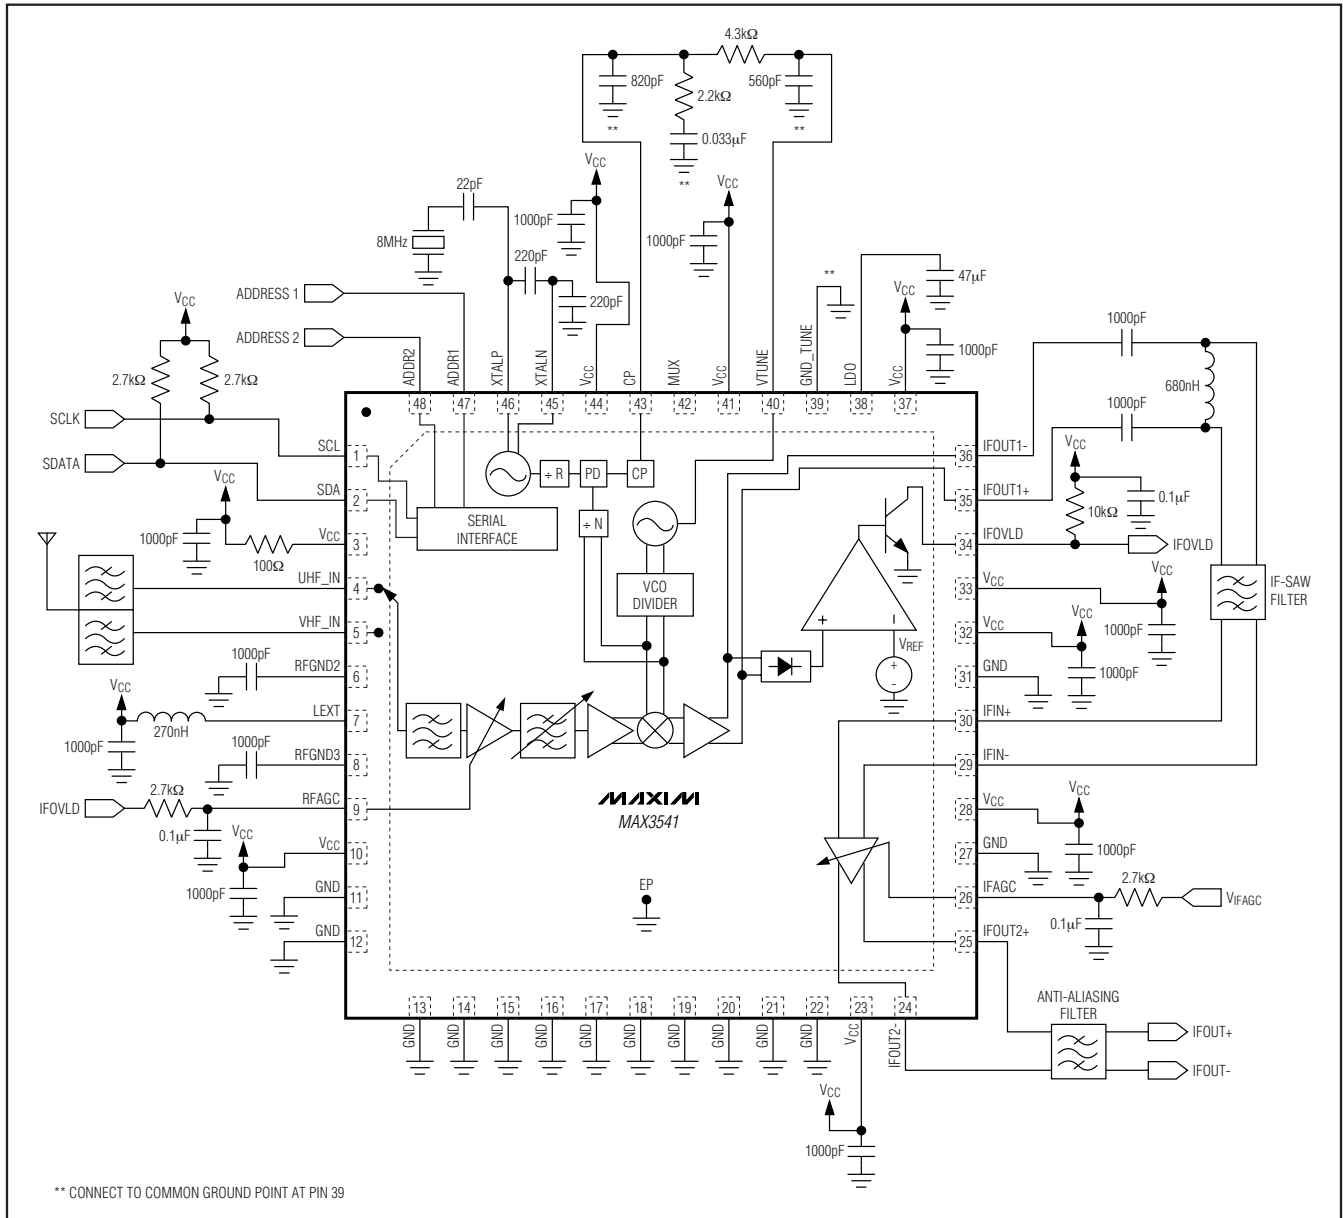 4.3kΩ
820pF
2.2kΩ
560pF
**
**
0.033µF
**
VCC
VCC
22pF
1000pF
1000pF
8MHz
220pF
220pF
**
47µF
VCC
1000pF
ADDRESS 1
ADDRESS 2
VCC
2.7kΩ
2.7kΩ
SCLK
SDATA
ADDR2
ADDR1
XTALP
XTALN
VCC
CP
MUX
VCC
VTUNE
GND_TUNE
LDO
VCC
48
47
46
45
44
43
42
41
40
39
38
37
1000pF
680nH
1000pF
SCL
1
SDA
2
VCC
3
UHF_IN
4
VHF_IN
5
RFGND2
6
LEXT
7
RFGND3
8
RFAGC
9
VCC
10
GND
11
GND
12
VCC
1000pF
100Ω
1000pF
VCC
270nH
1000pF
1000pF
IFOVLD
2.7kΩ
0.1µF
VCC
1000pF
÷ R
PD
CP
÷ N
SERIAL
INTERFACE
VCO
DIVIDER
+
–
VREF
+
-
MAXIM
MAX3541
EP
36
IFOUT1-
35
IFOUT1+
34
IFOVLD
33
VCC
32
VCC
31
GND
30
IFIN+
29
IFIN-
28
VCC
27
GND
26
IFAGC
25
IFOUT2+
VCC
0.1µF
10kΩ
IFOVLD
VCC
1000pF
VCC
1000pF
IF-SAW
FILTER
VCC
1000pF
2.7kΩ
VIFAGC
0.1µF
13
14
15
16
17
18
19
20
21
22
23
24
GND
GND
GND
GND
GND
GND
GND
GND
GND
GND
VCC
IFOUT2-
ANTI-ALIASING
FILTER
IFOUT+
IFOUT-
VCC
1000pF
** CONNECT TO COMMON GROUND POINT AT PIN 39